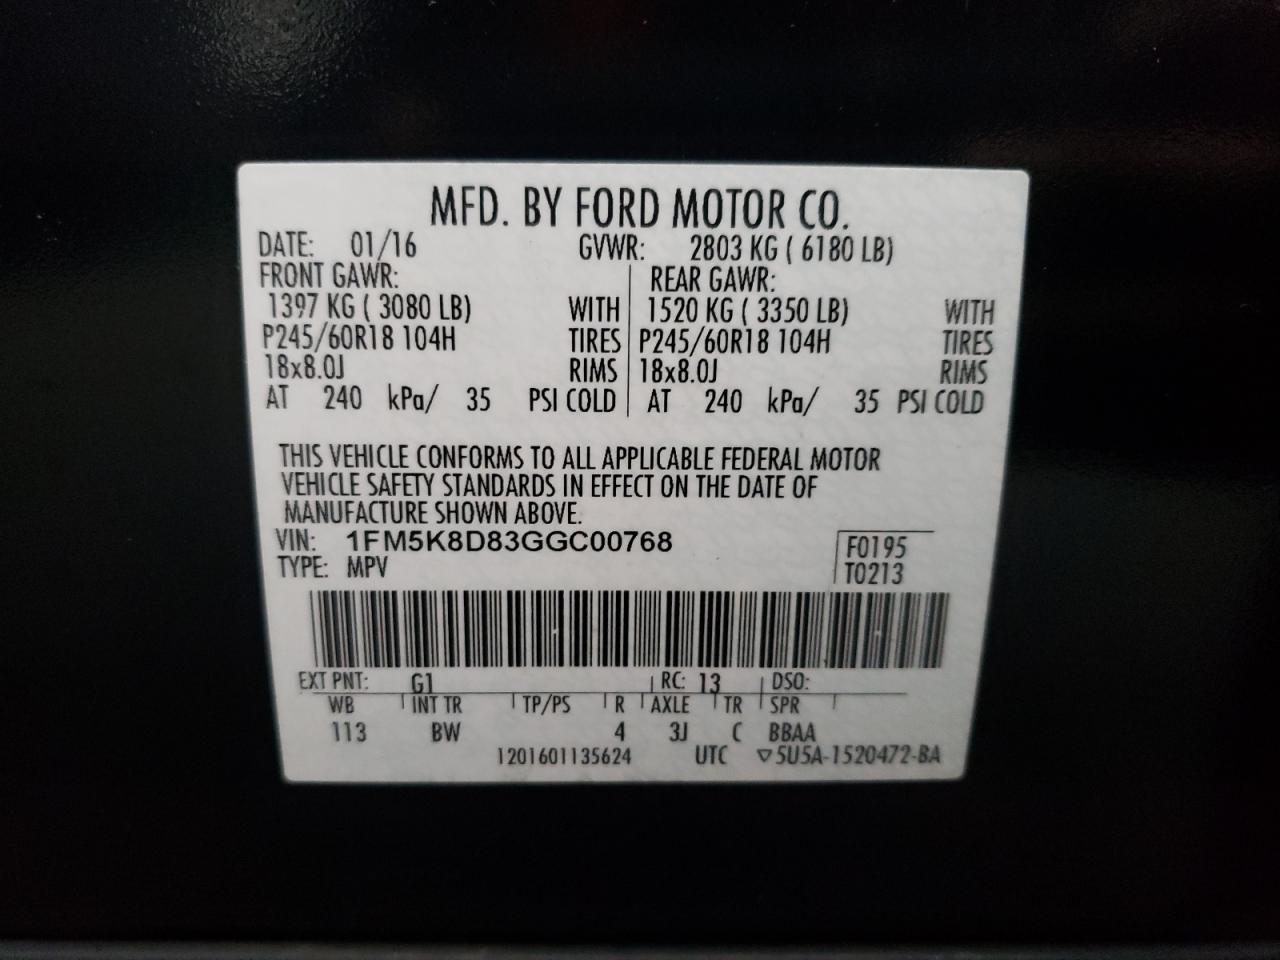 MFD. BY FORD MOTOR CO.
DATE: 01/16 GVWR: 2803 KG ( 6180 LB)
FRONT GAWR: REAR GAWR:
1397 KG ( 3080 LB) WITH 1520 KG ( 3350 LB) WITH
P245/60R18 104H TIRES P245/60R18 104H TIRES
18x8.0J RIMS 18x8.0J RIMS
AT 240 kPa/ 35 PSI COLD AT 240 kPa/ 35 PSI COLD
THIS VEHICLE CONFORMS TO ALL APPLICABLE FEDERAL MOTOR
VEHICLE SAFETY STANDARDS IN EFFECT ON THE DATE OF
MANUFACTURE SHOWN ABOVE.
VIN: 1FM5K8D83GGC00768 F0195
TYPE: MPV T0213
EXT PNT: G1 RC: 13 DSO:
WB INT TR TP/PS R AXLE TR SPR
113 BW 4 3J C BBAA
1201601135624 UTC ▽5U5A-1520472-BA